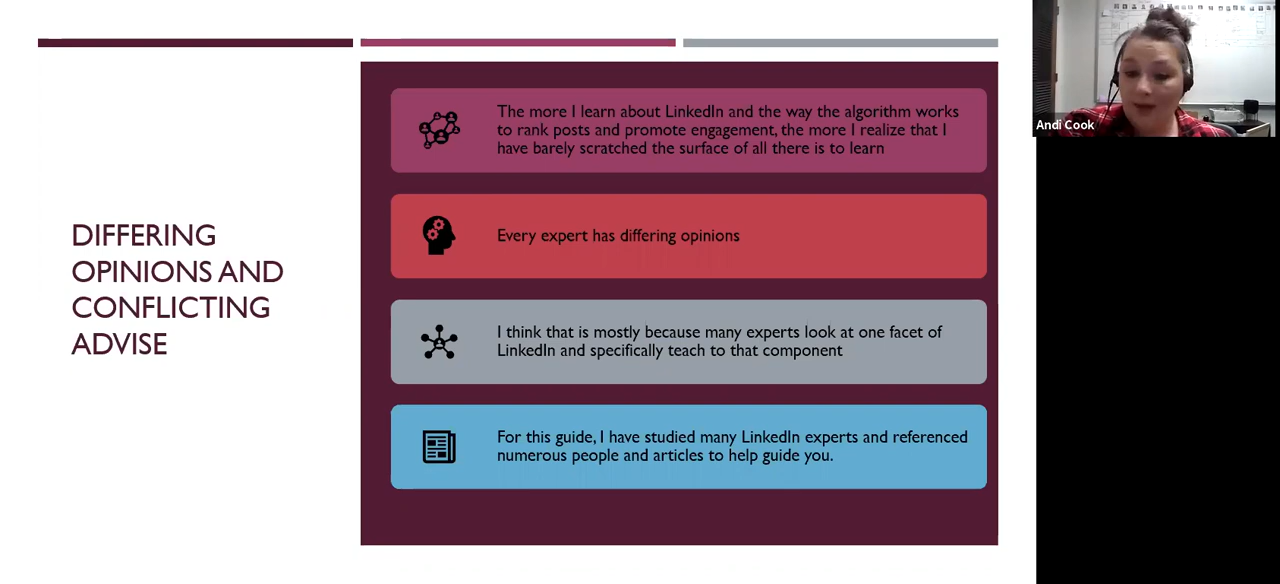 DIFFERING
OPINIONS AND
CONFLICTING
ADVISE
The more I learn about LinkedIn and the way the algorithm works
to rank posts and promote engagement, the more I realize that I
have barely scratched the surface of all there is to learn
Every expert has differing opinions
I think that is mostly because many experts look at one facet of
LinkedIn and specifically teach to that component
For this guide, I have studied many LinkedIn experts and referenced
numerous people and articles to help guide you.
Andi Cook